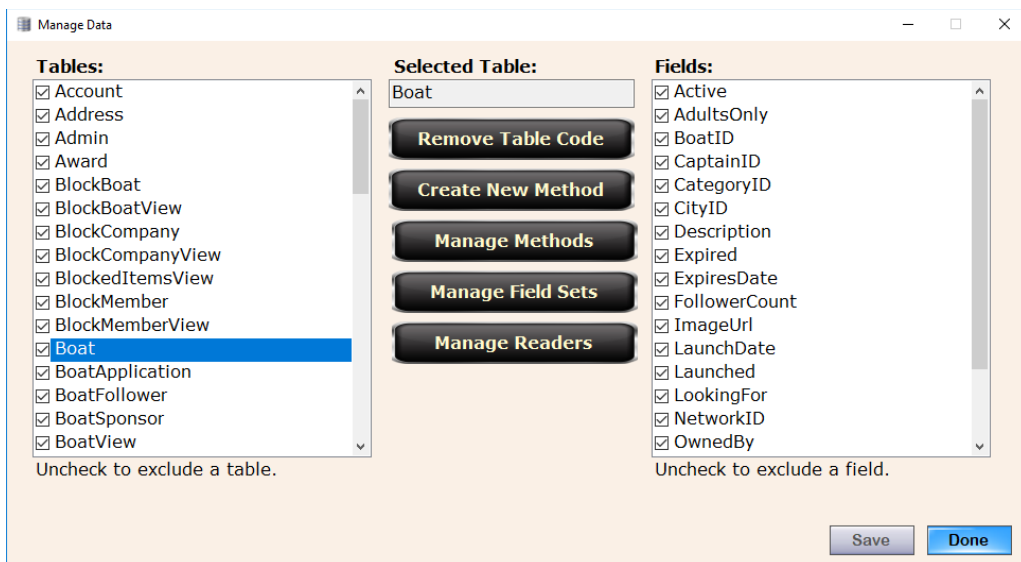 Manage Data
Tables:
Account
Address
Admin
Award
BlockBoat
BlockBoatView
BlockCompany
BlockCompanyView
BlockedItemsView
BlockMember
BlockMemberView
Boat
BoatApplication
BoatFollower
BoatSponsor
BoatView
Uncheck to exclude a table.
Selected Table:
Boat
Remove Table Code
Create New Method
Manage Methods
Manage Field Sets
Manage Readers
Fields:
Active
AdultsOnly
BoatID
CaptainID
CategoryID
CityID
Description
Expired
ExpiresDate
FollowerCount
ImageUrl
LaunchDate
Launched
LookingFor
NetworkID
OwnedBy
Uncheck to exclude a field.
Save
Done